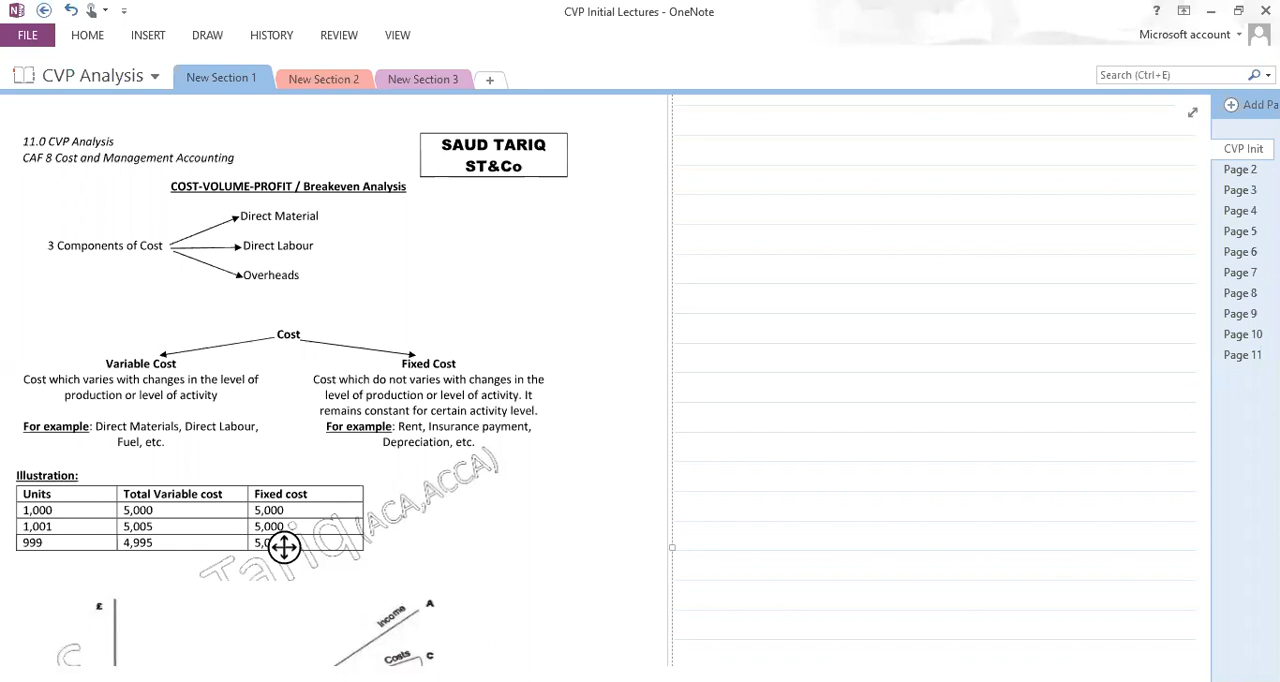 CVP Initial Lectures - OneNote
?
Microsoft account
FILE HOME INSERT DRAW HISTORY REVIEW VIEW
CVP Analysis New Section 1 New Section 2 New Section 3 +
Search (Ctrl+E)
Add Pa
CVP Init
Page 2
Page 3
Page 4
Page 5
Page 6
Page 7
Page 8
Page 9
Page 10
Page 11
11.0 CVP Analysis
CAF 8 Cost and Management Accounting
SAUD TARIQ
ST&Co
COST-VOLUME-PROFIT / Breakeven Analysis
3 Components of Cost
Direct Material
Direct Labour
Overheads
Cost
Variable Cost
Cost which varies with changes in the level of
production or level of activity
For example: Direct Materials, Direct Labour,
Fuel, etc.
Fixed Cost
Cost which do not varies with changes in the
level of production or level of activity. It
remains constant for certain activity level.
For example: Rent, Insurance payment,
Depreciation, etc.
Illustration:
Units Total Variable cost Fixed cost
1,000 5,000 5,000
1,001 5,005 5,000
999 4,995
Tariq(ACA,ACCA)
£
Income A
Costs C